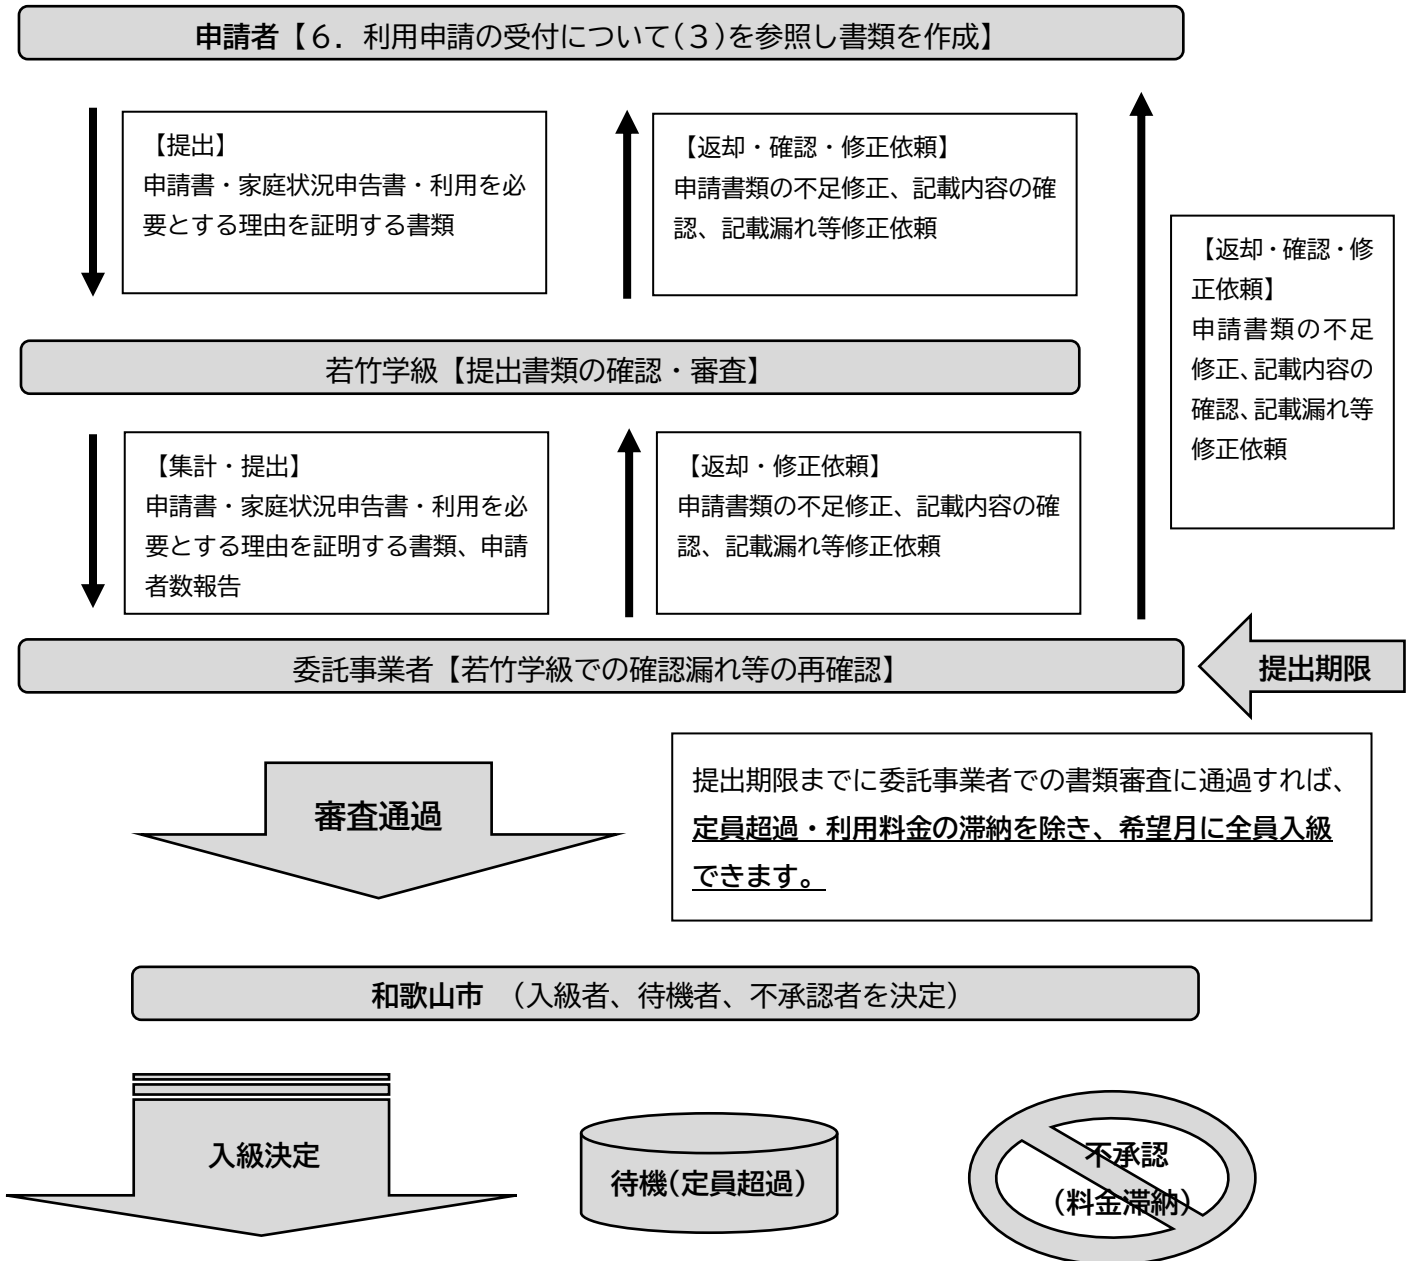 申請者【６．利用申請の受付について(３)を参照し書類を作成】
【提出】
申請書・家庭状況申告書・利用を必
要とする理由を証明する書類
【返却・確認・修正依頼】
申請書類の不足修正、記載内容の確
認、記載漏れ等修正依頼
【返却・確認・修
正依頼】
申請書類の不足
修正、記載内容の
確認、記載漏れ等
修正依頼
若竹学級【提出書類の確認・審査】
【集計・提出】
申請書・家庭状況申告書・利用を必
要とする理由を証明する書類、申請
者数報告
【返却・修正依頼】
申請書類の不足修正、記載内容の確
認、記載漏れ等修正依頼
委託事業者【若竹学級での確認漏れ等の再確認】
提出期限
審査通過
提出期限までに委託事業者での書類審査に通過すれば、
定員超過・利用料金の滞納を除き、希望月に全員入級
できます。
和歌山市　（入級者、待機者、不承認者を決定）
入級決定
待機(定員超過)
不承認
（料金滞納）